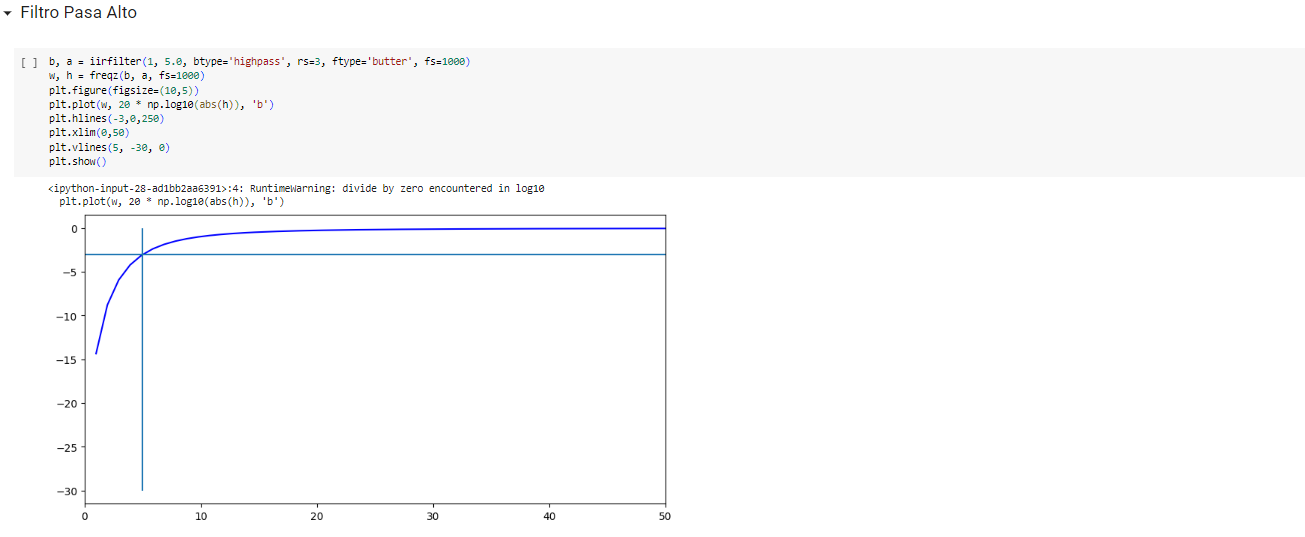 Filtro Pasa Alto
[ ] b, a = iirfilter(1, 5.0, btype='highpass', rs=3, ftype='butter', fs=1000)
w, h = freqz(b, a, fs=1000)
plt.figure(figsize=(10,5))
plt.plot(w, 20 * np.log10(abs(h)), 'b')
plt.hlines(-3,0,250)
plt.xlim(0,50)
plt.vlines(5, -30, 0)
plt.show()
<ipython-input-28-ad1bb2aa6391>:4: RuntimeWarning: divide by zero encountered in log10
plt.plot(w, 20 * np.log10(abs(h)), 'b')
0
−5
−10
−15
−20
−25
−30
0 10 20 30 40 50